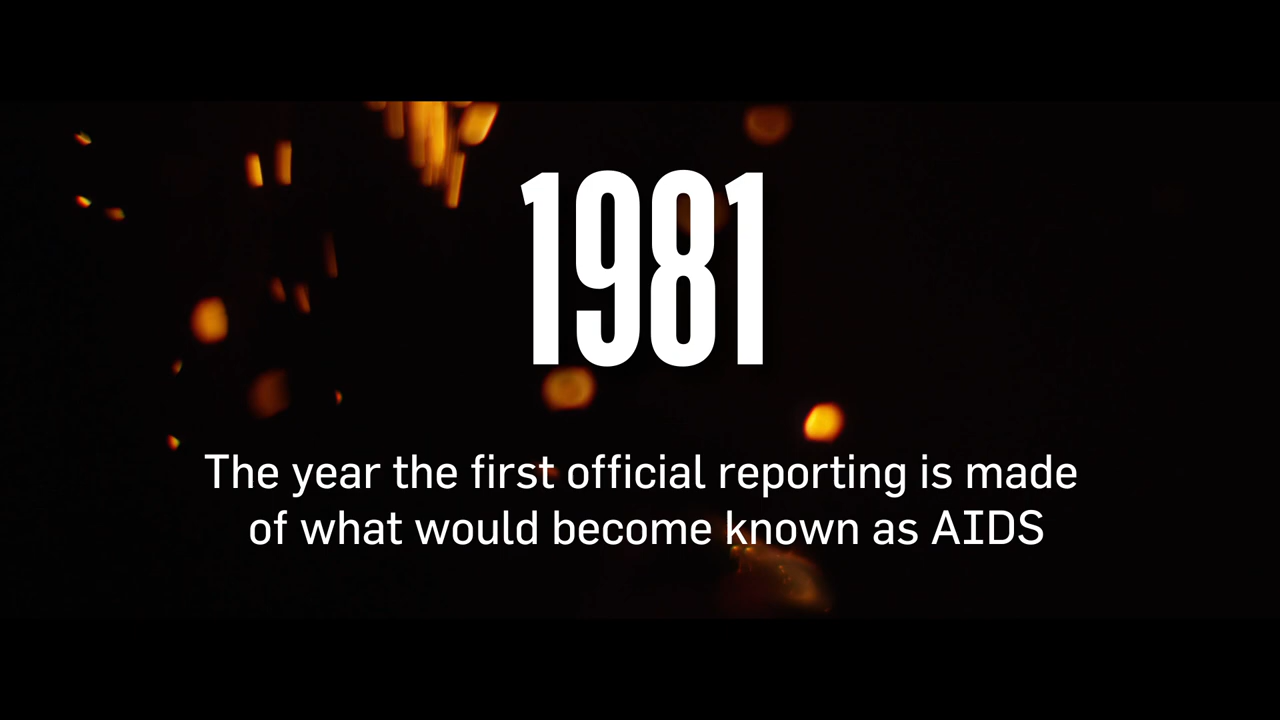 1981
The year the first official reporting is made
of what would become known as AIDS